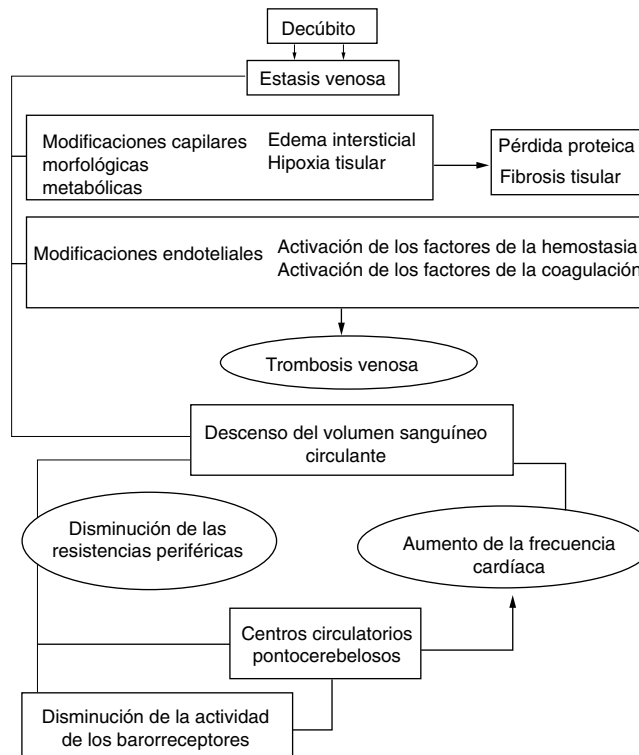 Decúbito
Estasis venosa
Modificaciones capilares
morfológicas
metabólicas
Edema intersticial
Hipoxia tisular
Pérdida proteica
Fibrosis tisular
Modificaciones endoteliales
Activación de los factores de la hemostasia
Activación de los factores de la coagulación
Trombosis venosa
Descenso del volumen sanguíneo
circulante
Disminución de las
resistencias periféricas
Aumento de la frecuencia
cardíaca
Centros circulatorios
pontocerebelosos
Disminución de la actividad
de los barorreceptores